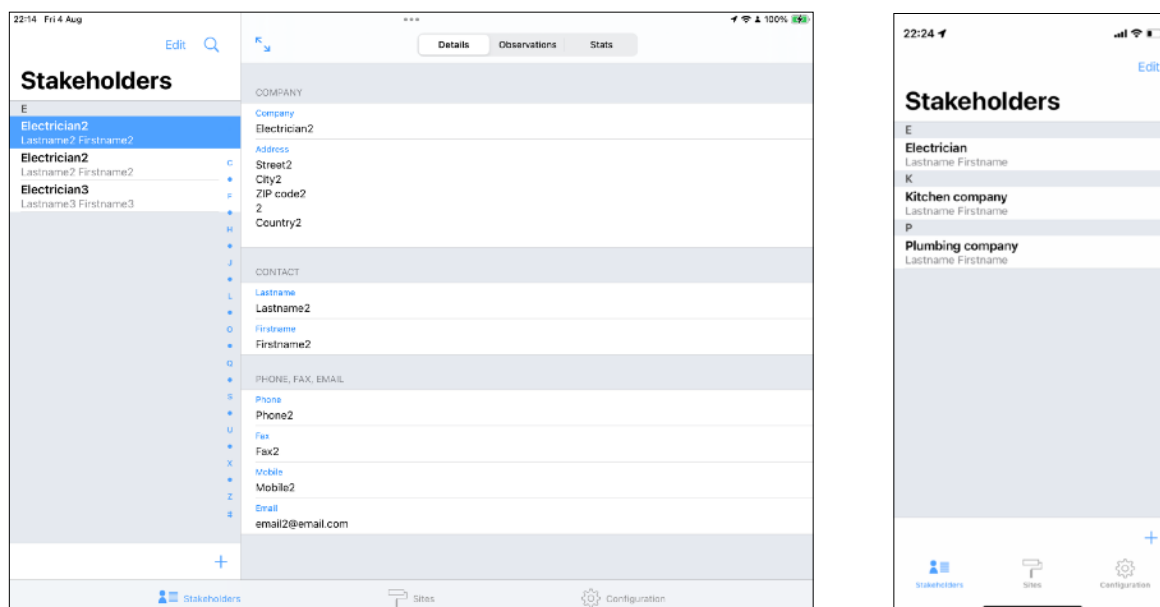 22:14 Fri 4 Aug
100%
Edit
Details Observations Stats
Stakeholders
E
Electrician2
Lastname2 Firstname2
Electrician2
Lastname2 Firstname2
Electrician3
Lastname3 Firstname3
C
F
H
J
L
O
Q
S
U
X
Z
#
COMPANY
Company
Electrician2
Address
Street2
City2
ZIP code2
2
Country2
CONTACT
Lastname
Lastname2
Firstname
Firstname2
PHONE, FAX, EMAIL
Phone
Phone2
Fax
Fax2
Mobile
Mobile2
Email
email2@email.com
+
Stakeholders Sites Configuration
22:24
Edit
Stakeholders
E
Electrician
Lastname Firstname
K
Kitchen company
Lastname Firstname
P
Plumbing company
Lastname Firstname
+
Stakeholders Sites Configuration